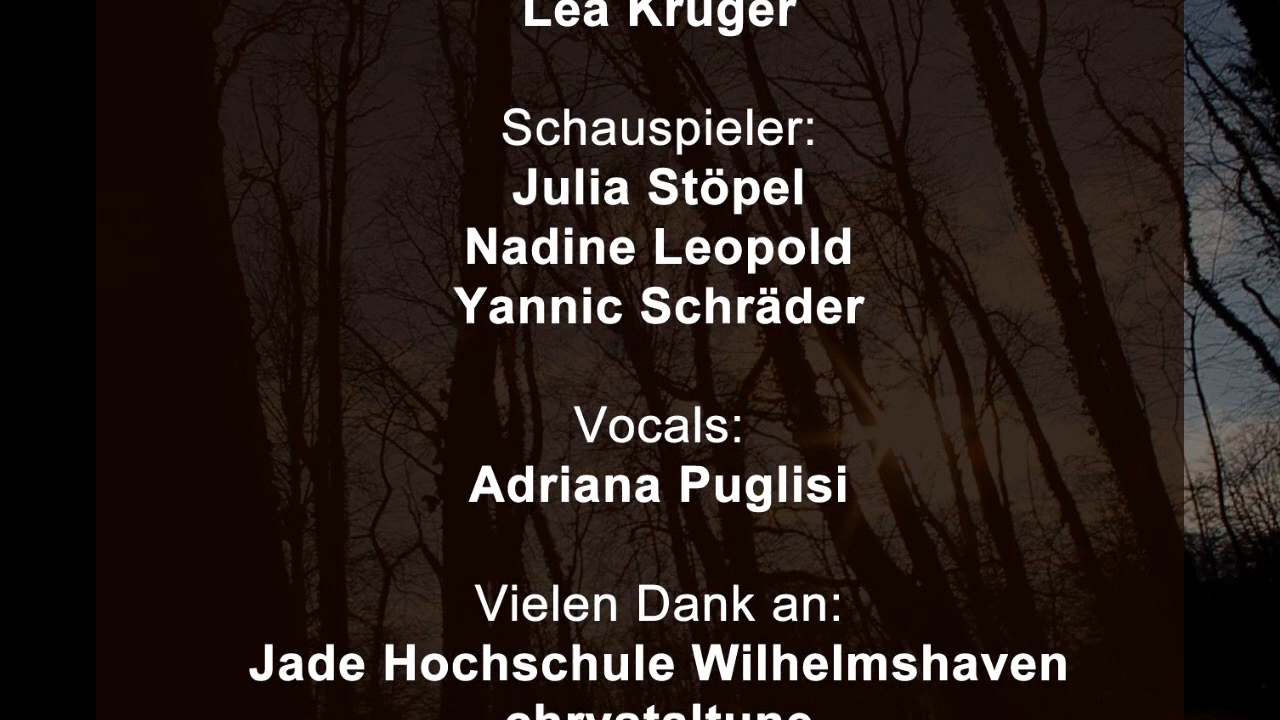 Lea Krüger
Schauspieler:
Julia Stöpel
Nadine Leopold
Yannic Schräder
Vocals:
Adriana Puglisi
Vielen Dank an:
Jade Hochschule Wilhelmshaven